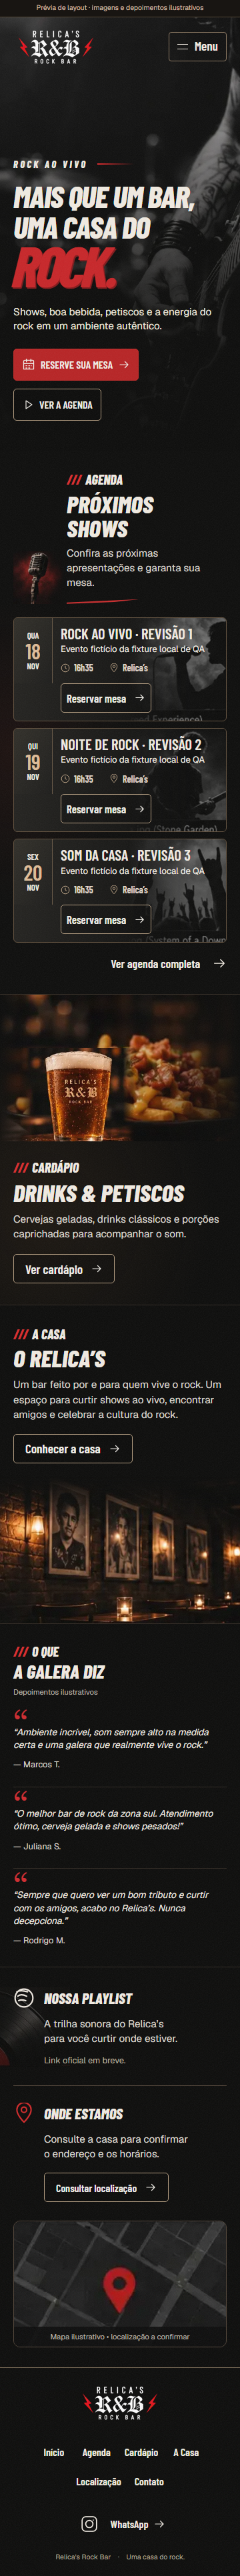 Prévia de layout · imagens e depoimentos ilustrativos
RELICA'S
R&B
ROCK BAR
Menu
ROCK AO VIVO
MAIS QUE UM BAR,
UMA CASA DO
ROCK.
Shows, boa bebida, petiscos e a energia do
rock em um ambiente autêntico.
RESERVE SUA MESA
VER A AGENDA
/// AGENDA
PRÓXIMOS
SHOWS
Confira as próximas
apresentações e garanta sua
mesa.
QUA
18
NOV
ROCK AO VIVO - REVISÃO 1
Evento fictício da fixture local de QA
16h35
Relica's
Reservar mesa
Experience)
QUI
19
NOV
NOITE DE ROCK - REVISÃO 2
Evento fictício da fixture local de QA
16h35
Relica's
Reservar mesa
(Stone Garden)
SEX
20
NOV
SOM DA CASA - REVISÃO 3
Evento fictício da fixture local de QA
16h35
Relica's
Reservar mesa
(System of a Down
Ver agenda completa
RELICA'S
R&B
ROCK BAR
/// CARDÁPIO
DRINKS & PETISCOS
Cervejas geladas, drinks clássicos e porções
caprichadas para acompanhar o som.
Ver cardápio
/// A CASA
O RELICA'S
Um bar feito por e para quem vive o rock. Um
espaço para curtir shows ao vivo, encontrar
amigos e celebrar a cultura do rock.
Conhecer a casa
/// O QUE
A GALERA DIZ
Depoimentos ilustrativos
“
“Ambiente incrível, som sempre alto na medida
certa e uma galera que realmente vive o rock.”
— Marcos T.
“
“O melhor bar de rock da zona sul. Atendimento
ótimo, cerveja gelada e shows pesados!”
— Juliana S.
“
“Sempre que quero ver um bom tributo e curtir
com os amigos, acabo no Relica's. Nunca
decepciona.”
— Rodrigo M.
NOSSA PLAYLIST
A trilha sonora do Relica's
para você curtir onde estiver.
Link oficial em breve.
ONDE ESTAMOS
Consulte a casa para confirmar
o endereço e os horários.
Consultar localização
Mapa ilustrativo • localização a confirmar
RELICA'S
R&B
ROCK BAR
Início Agenda Cardápio A Casa
Localização Contato
WhatsApp
Relica's Rock Bar · Uma casa do rock.